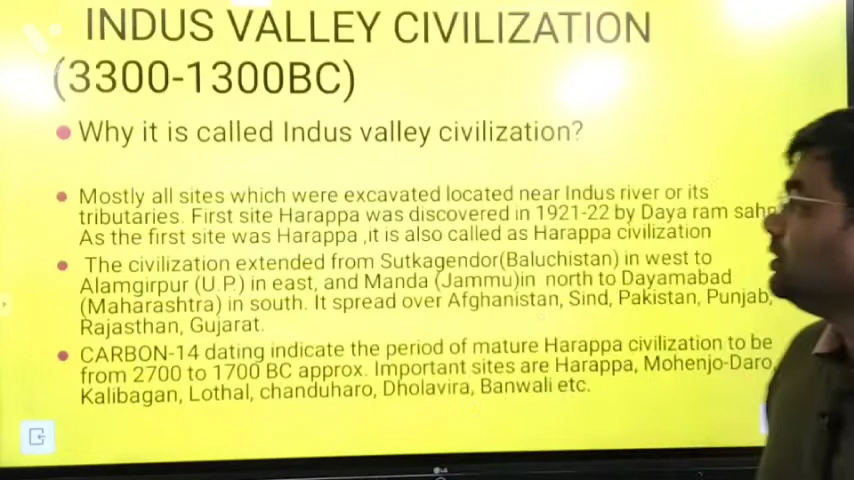 INDUS VALLEY CIVILIZATION
(3300-1300BC)
Why it is called Indus valley civilization?
Mostly all sites which were excavated located near Indus river or its
tributaries. First site Harappa was discovered in 1921-22 by Daya ram sahn
As the first site was Harappa ,it is also called as Harappa civilization
The civilization extended from Sutkagendor(Baluchistan) in west to
Alamgirpur (U.P.) in east, and Manda (Jammu)in north to Dayamabad
(Maharashtra) in south. It spread over Afghanistan, Sind, Pakistan, Punjab,
Rajasthan, Gujarat.
CARBON-14 dating indicate the period of mature Harappa civilization to be
from 2700 to 1700 BC approx. Important sites are Harappa, Mohenjo-Daro,
Kalibagan, Lothal, chanduharo, Dholavira, Banwali etc.
LG